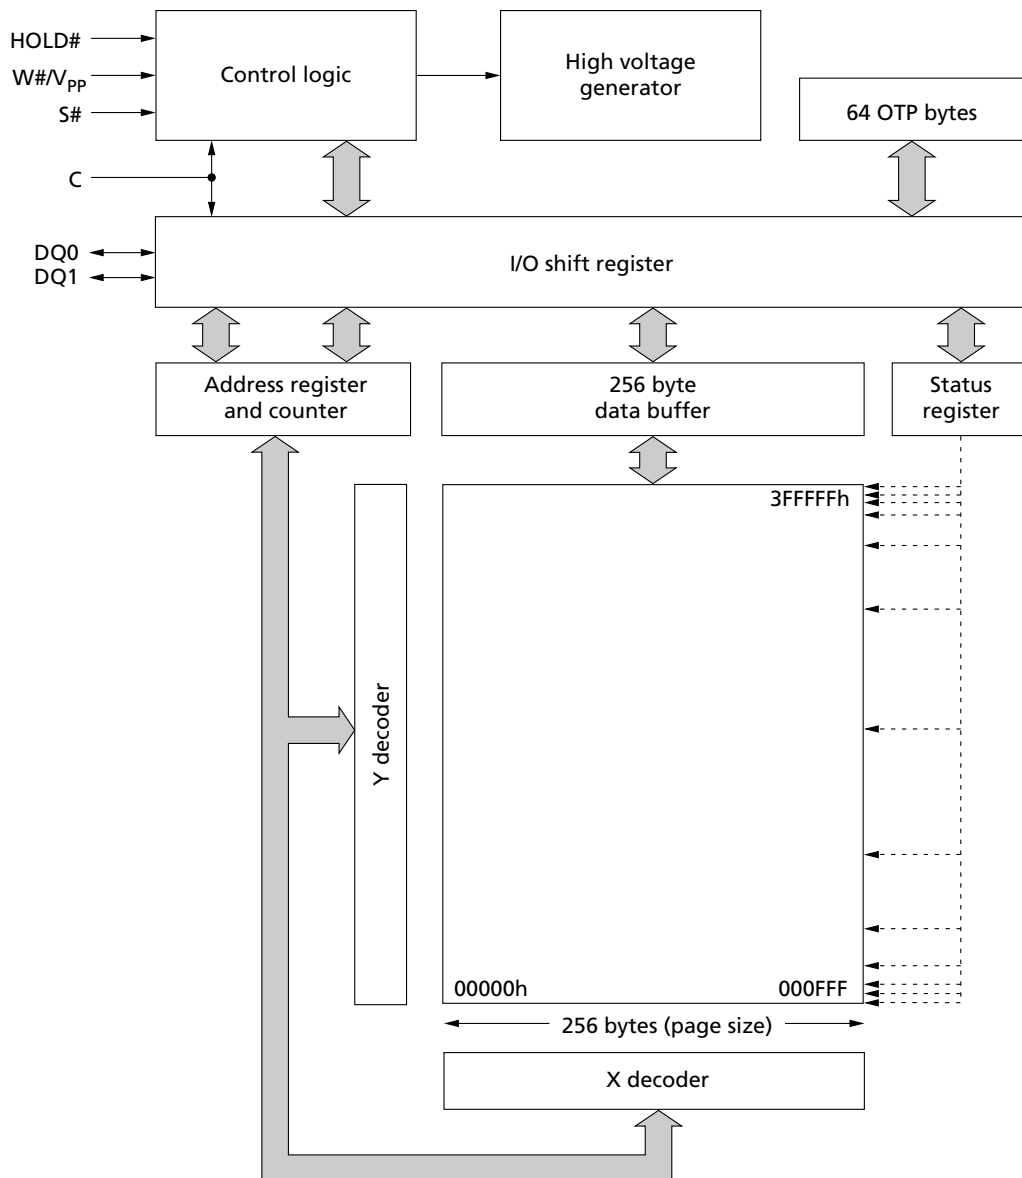 HOLD#
W#/VPP
S#
Control logic
High voltage
generator
64 OTP bytes
C
DQ0
DQ1
I/O shift register
Address register
and counter
256 byte
data buffer
Status
register
3FFFFFh
Y decoder
00000h
000FFF
256 bytes (page size)
X decoder